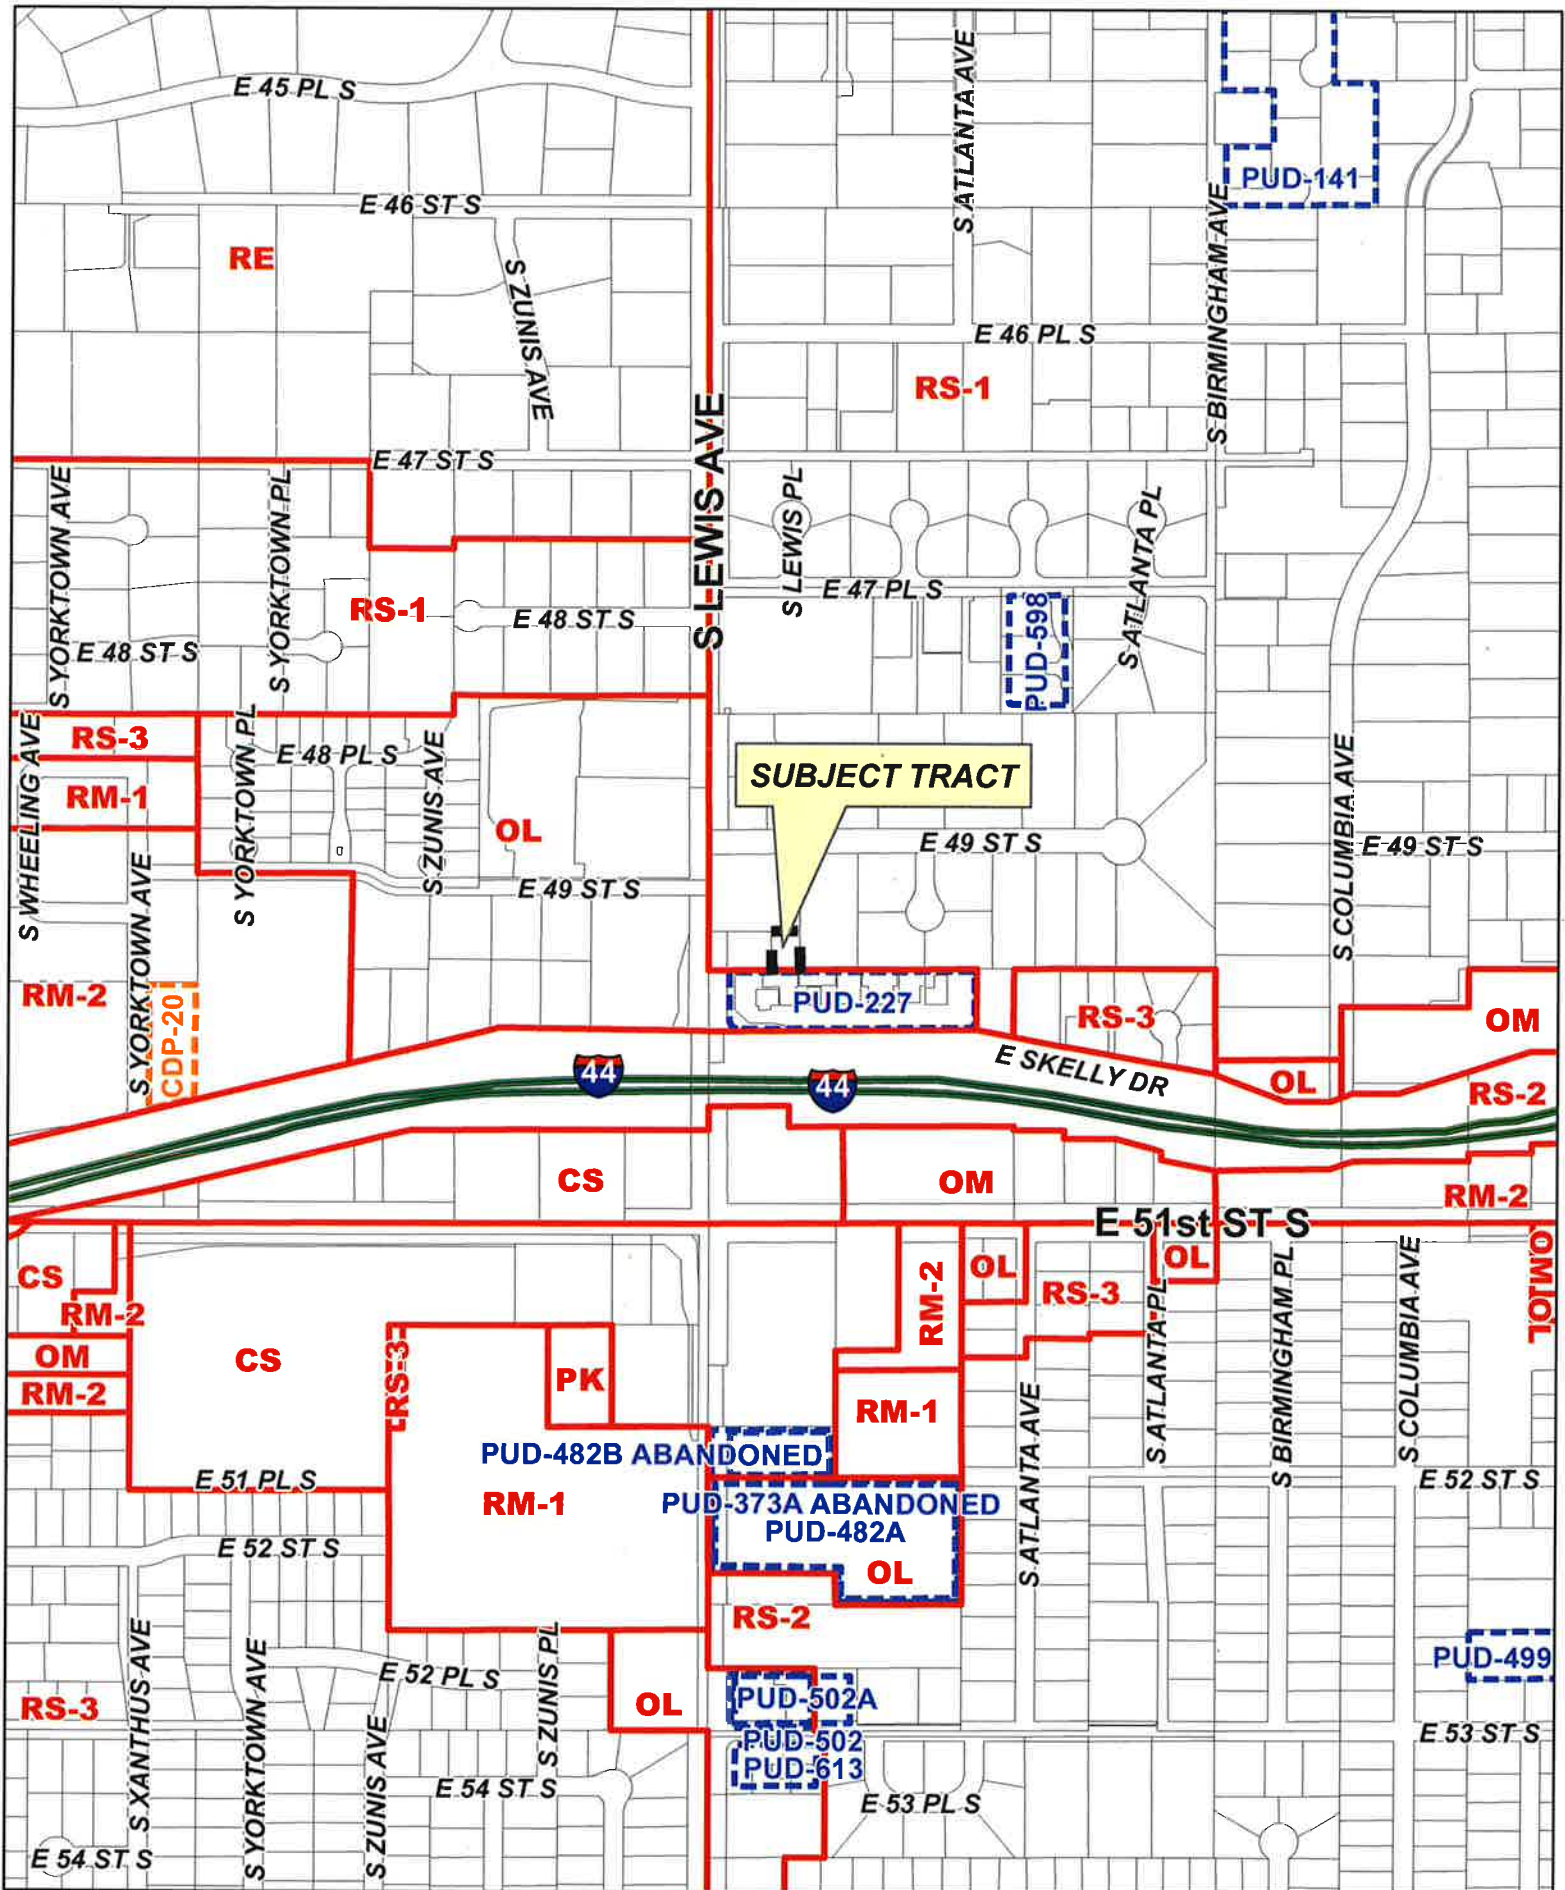 E 45 PL S
S ATLANTA AVE
PUD-141
E 46 ST S
RE
S ZUNIS AVE
S BIRMINGHAM AVE
E 46 PL S
RS-1
S LEWIS AVE
E 47 ST S
S YORKTOWN AVE
S YORKTOWN PL
S LEWIS PL
S ATLANTA PL
E 47 PL S
RS-1
E 48 ST S
PUD-598
E 48 ST S
RS-3
E 48 PL S
S WHEELING AVE
S YORKTOWN PL
S ZUNIS AVE
SUBJECT TRACT
RM-1
OL
E 49 ST S
S COLUMBIA AVE
E 49 ST S
S YORKTOWN AVE
E 49 ST S
RM-2
CDP-20
PUD-227
RS-3
OM
E SKELLY DR
44
44
OL
RS-2
CS
OM
RM-2
E 51st ST S
CS
RM-2
OM
RM-2
CS
RS-3
PK
RM-2
OL
RS-3
OL
S ATLANTA PL
S BIRMINGHAM PL
S COLUMBIA AVE
OM
OL
RM-1
S ATLANTA AVE
PUD-482B ABANDONED
E 51 PL S
RM-1
PUD-373A ABANDONED
PUD-482A
OL
E 52 ST S
E 52 ST S
RS-2
S XANTHUS AVE
S YORKTOWN AVE
E 52 PL S
S ZUNIS PL
S ZUNIS AVE
RS-3
OL
PUD-499
PUD-502A
PUD-502
PUD-613
E 53 ST S
E 54 ST S
E 53 PL S
E 54 ST S